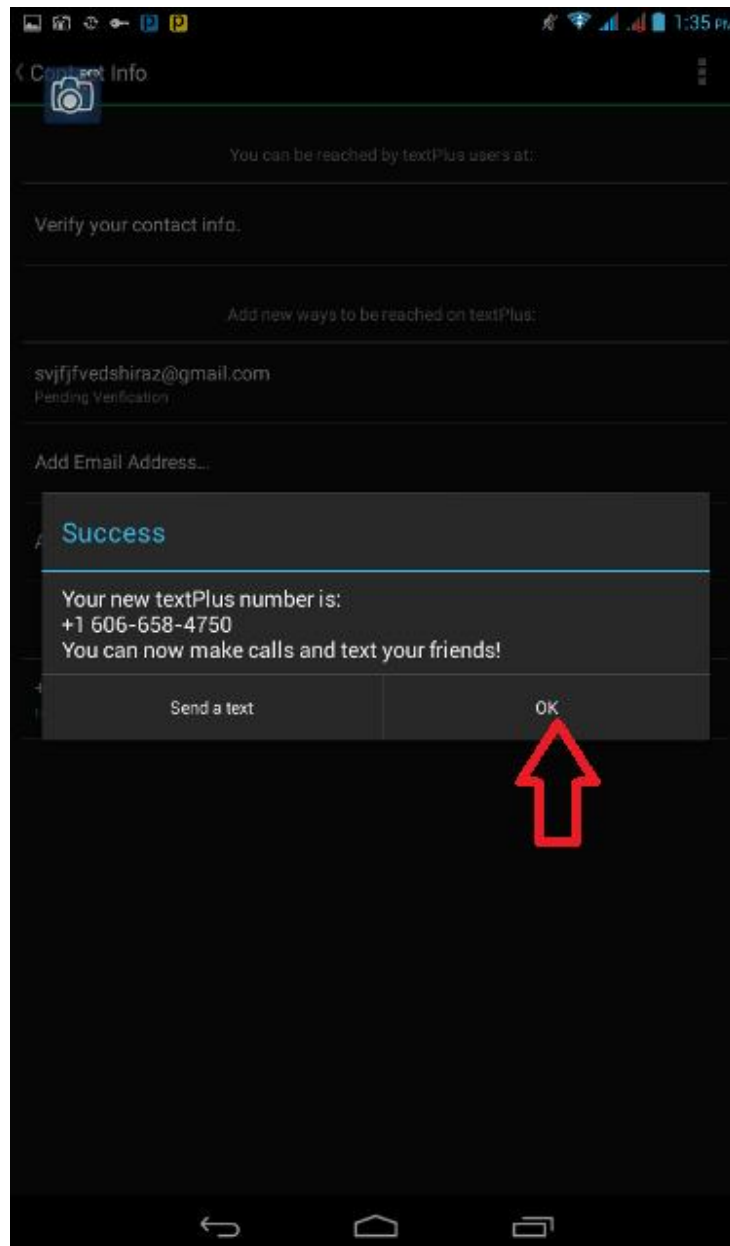 1:35 PM
Contact Info
You can be reached by textPlus users at:
Verify your contact info.
Add new ways to be reached on textPlus:
svjfjfvedshiraz@gmail.com
Pending Verification
Add Email Address...
Success
Your new textPlus number is:
+1 606-658-4750
You can now make calls and text your friends!
Send a text
OK